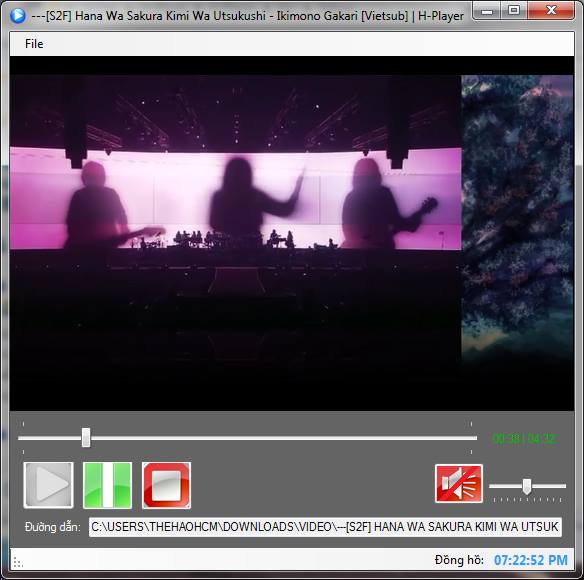 ---[S2F] Hana Wa Sakura Kimi Wa Utsukushi - Ikimono Gakari [Vietsub] | H-Player
File
00:38 | 04:32
Đường dẫn: C:\USERS\THEHAOHCM\DOWNLOADS\VIDEO\---[S2F] HANA WA SAKURA KIMI WA UTSUK
Đồng hồ: 07:22:52 PM